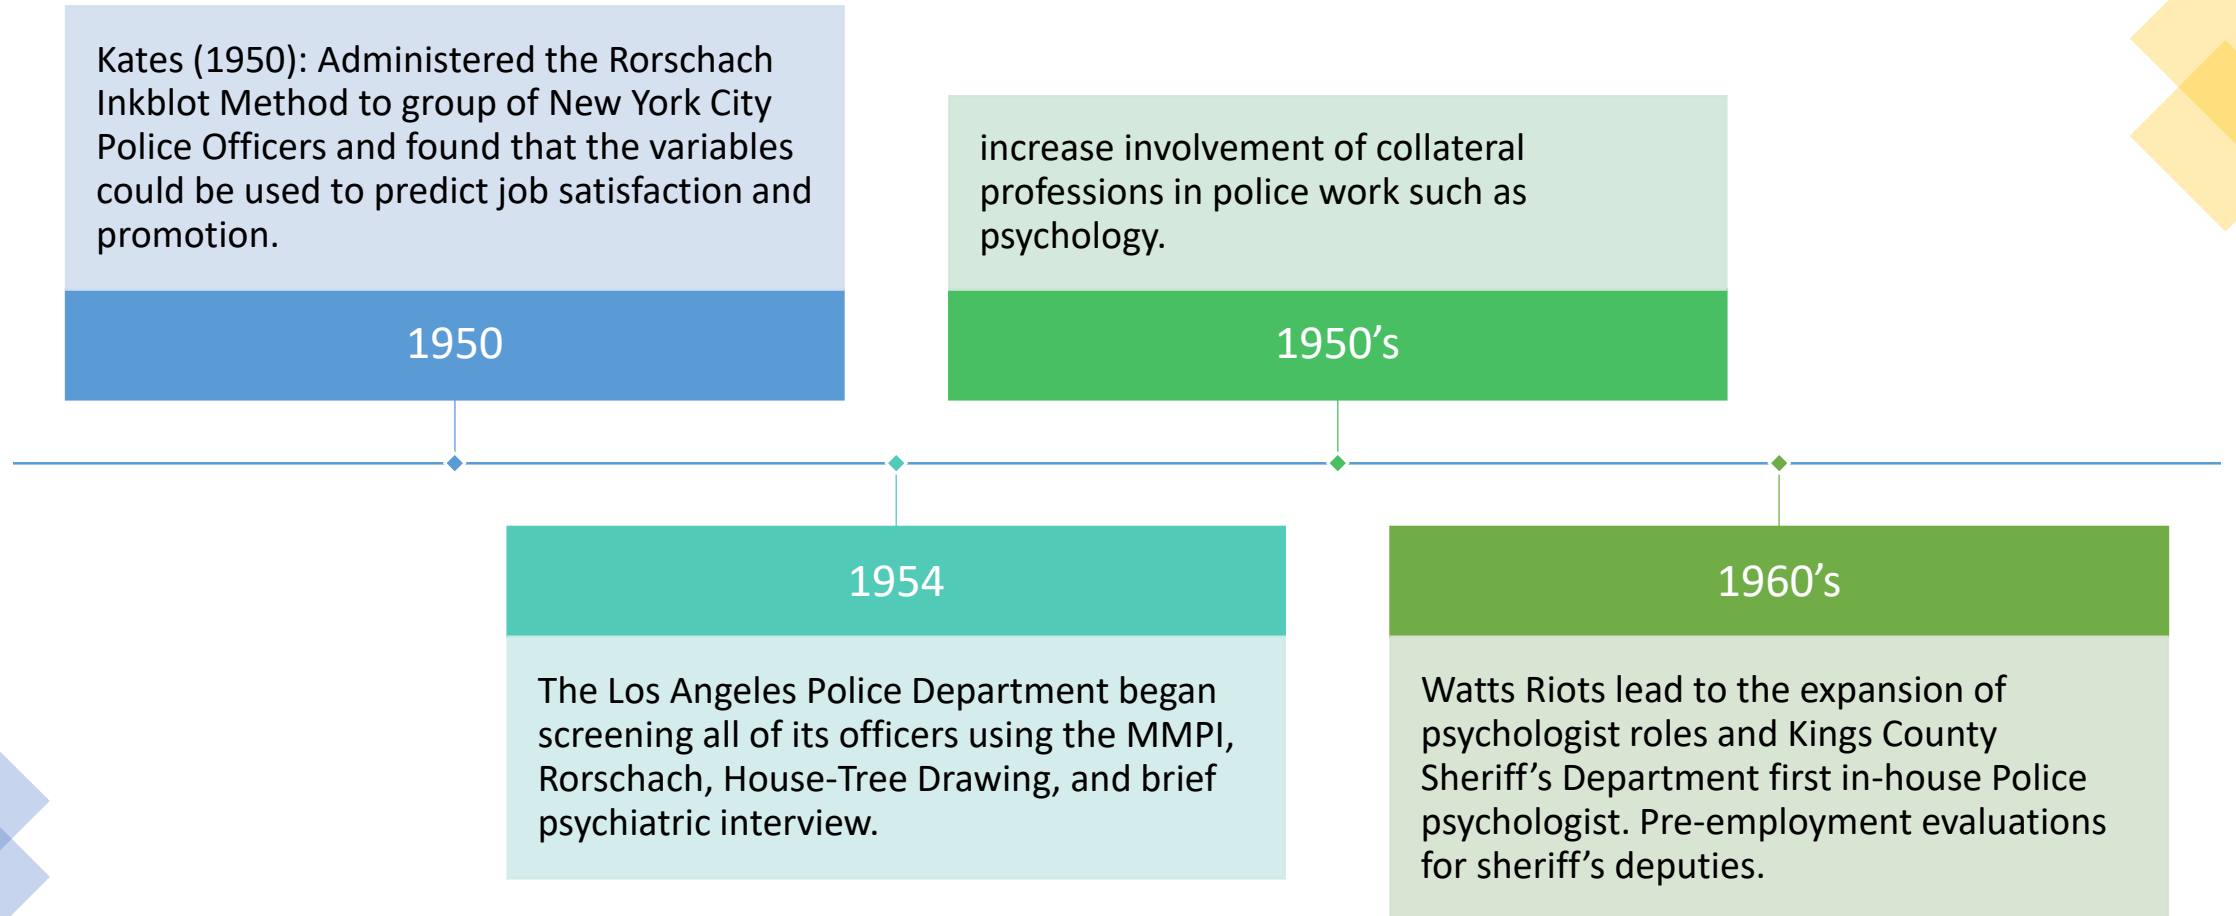 Kates (1950): Administered the Rorschach
Inkblot Method to group of New York City
Police Officers and found that the variables
could be used to predict job satisfaction and
promotion.
1950
The Los Angeles Police Department began
screening all of its officers using the MMPI,
Rorschach, House-Tree Drawing, and brief
psychiatric interview.
1954
increase involvement of collateral
professions in police work such as
psychology.
1950’s
Watts Riots lead to the expansion of
psychologist roles and Kings County
Sheriff’s Department first in-house Police
psychologist. Pre-employment evaluations
for sheriff’s deputies.
1960’s